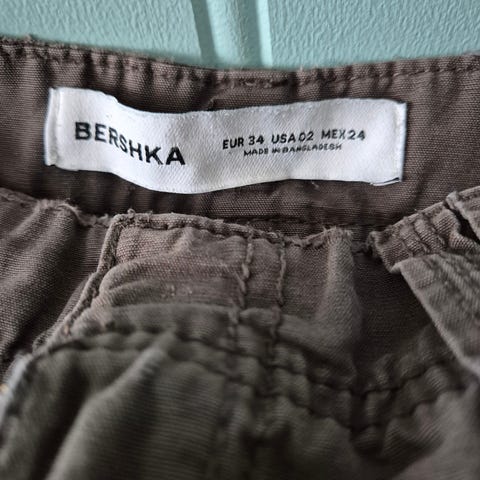 BERSHKA
EUR 34 USA 02 MEX 24
MADE IN BANGLADESH